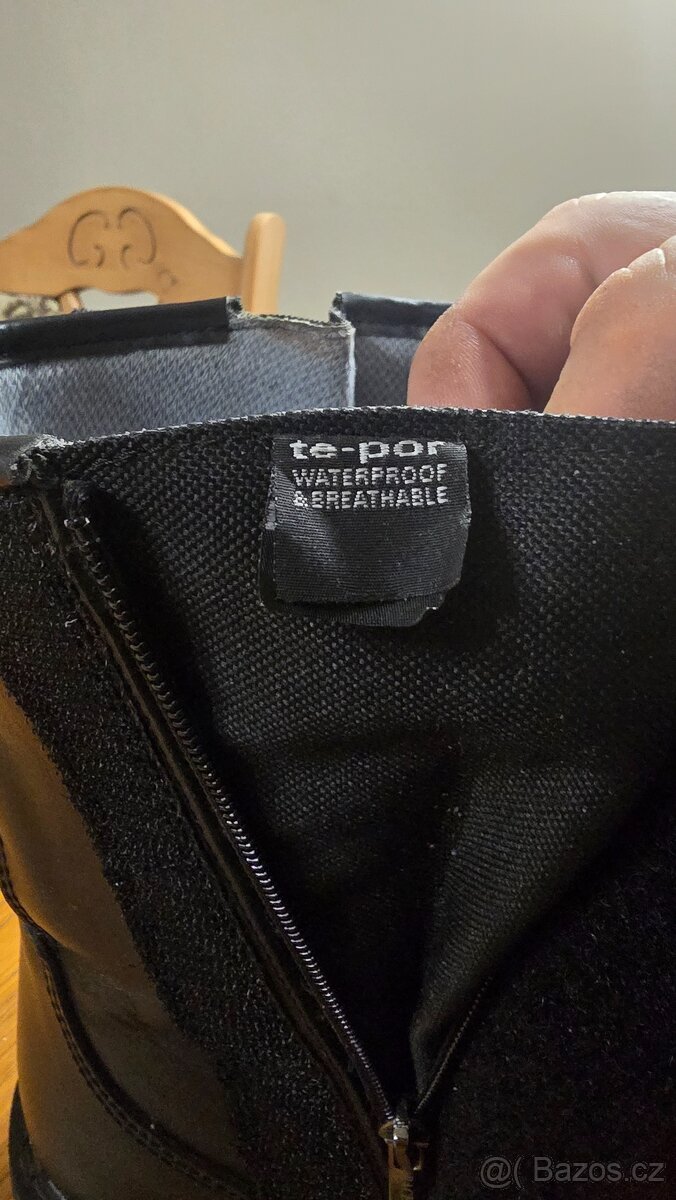 te-por
WATERPROOF
&BREATHABLE
@( Bazos.cz